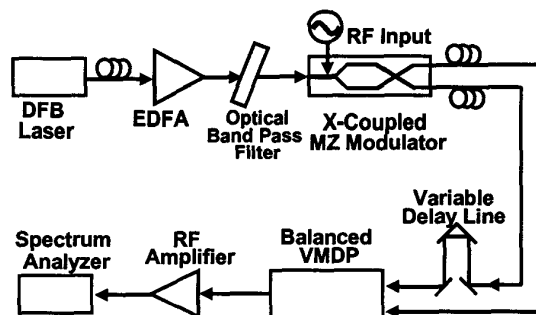 RF Input
DFB
Laser
EDFA
Optical
Band Pass
Filter
X-Coupled
MZ Modulator
Variable
Delay Line
Spectrum
Analyzer
RF
Amplifier
Balanced
VMDP